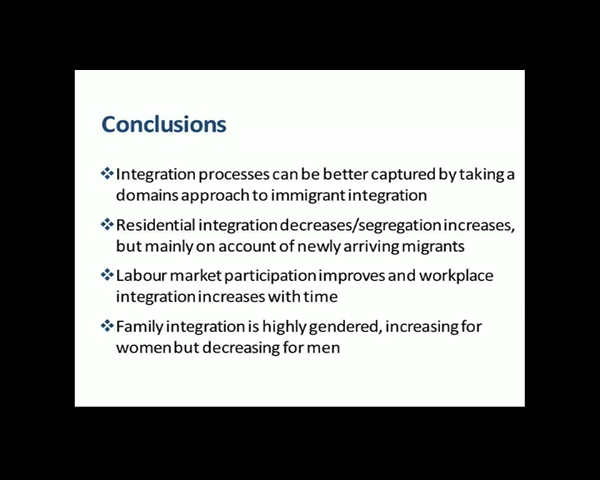 Conclusions
❖Integration processes can be better captured by taking a
domains approach to immigrant integration
❖Residential integration decreases/segregation increases,
but mainly on account of newly arriving migrants
❖Labour market participation improves and workplace
integration increases with time
❖Family integration is highly gendered, increasing for
women but decreasing for men